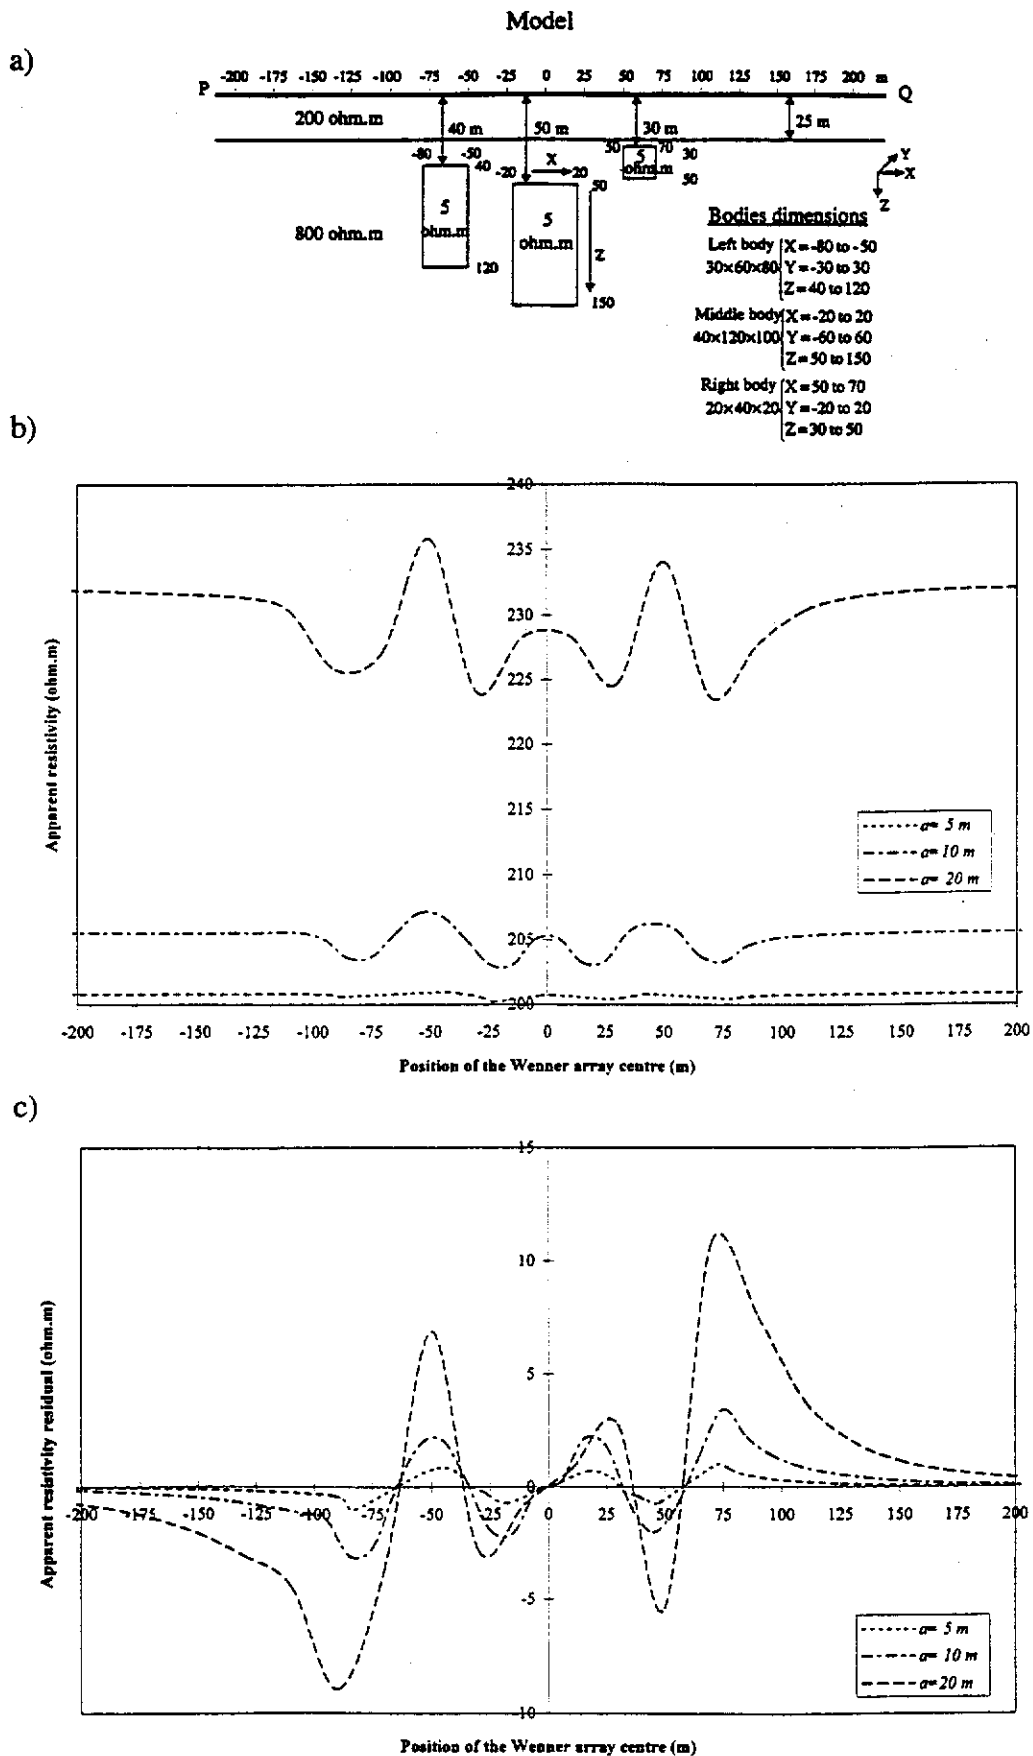 Model
a)
-200 -175 -150 -125 -100 -75 -50 -25 0 25 50 75 100 125 150 175 200 m
P Q
200 ohm.m
40 m 50 m 30 m 25 m
-80 -50 40
-20 X 20 50
50 70 30
5
ohm.m
50
Y
X
Z
800 ohm.m
5
ohm.m
120
5
ohm.m
Z
150
Bodies dimensions
Left body X = -80 to -50
30×60×80 Y = -30 to 30
Z = 40 to 120
Middle body X = -20 to 20
40×120×100 Y = -60 to 60
Z = 50 to 150
Right body X = 50 to 70
20×40×20 Y = -20 to 20
Z = 30 to 50
b)
240
235
230
225
220
215
210
205
200
Apparent resistivity (ohm.m)
a= 5 m
a= 10 m
a= 20 m
-200 -175 -150 -125 -100 -75 -50 -25 0 25 50 75 100 125 150 175 200
Position of the Wenner array centre (m)
c)
15
10
5
0
-5
10
Apparent resistivity residual (ohm.m)
-200 -175 -150 -125 -100 -75 -50 -25 0 25 50 75 100 125 150 175 200
a= 5 m
a= 10 m
a= 20 m
Position of the Wenner array centre (m)